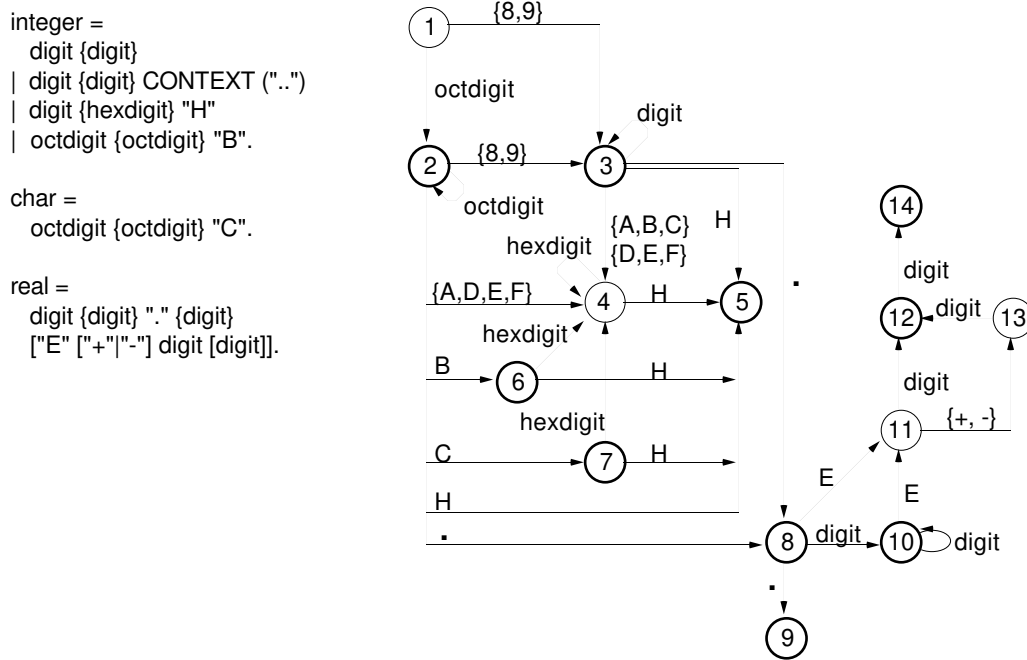 integer =
digit {digit}
| digit {digit} CONTEXT ("..")
| digit {hexdigit} "H"
| octdigit {octdigit} "B".
char =
octdigit {octdigit} "C".
real =
digit {digit} "." {digit}
["E" ["+"|"-"] digit [digit]].
1
{8,9}
octdigit
digit
2
{8,9}
3
octdigit
14
{A,B,C}
H
hexdigit
{D,E,F}
digit
.
{A,D,E,F}
4
H
5
12
digit
13
hexdigit
B
6
H
digit
hexdigit
11
{+, -}
C
7
H
E
H
E
.
8
digit
10
digit
.
9